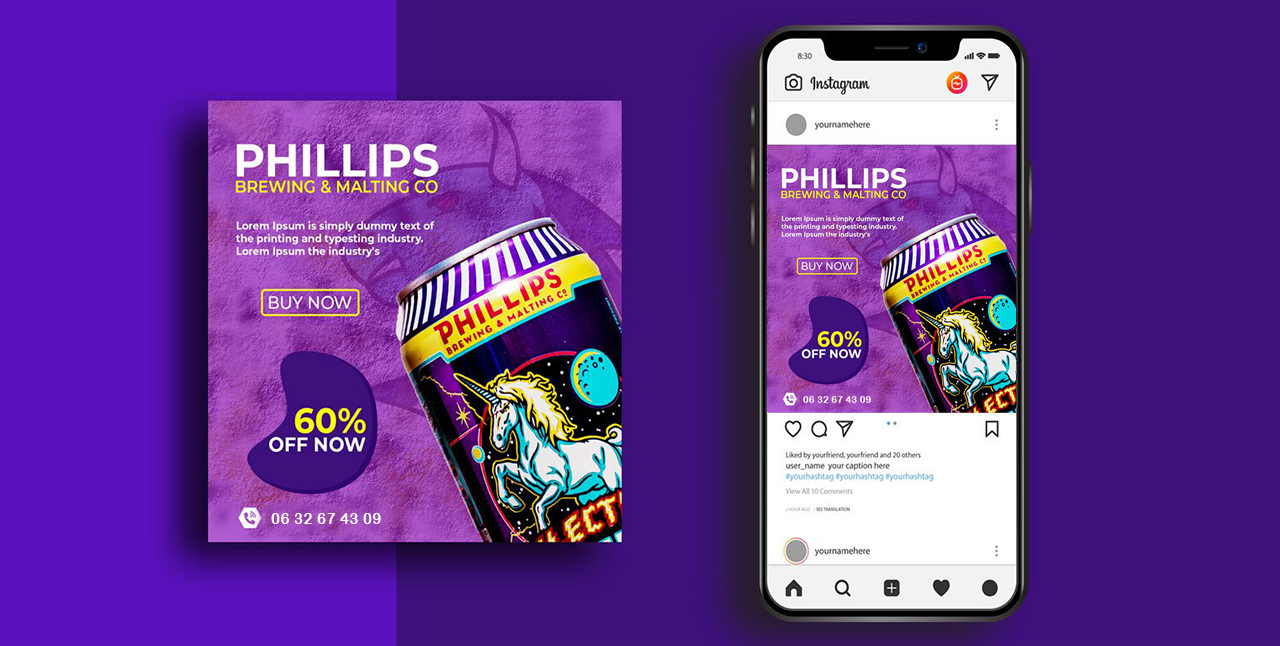 PHILLIPS
BREWING & MALTING CO
Lorem Ipsum is simply dummy text of
the printing and typesting industry.
Lorem Ipsum the industry's
BUY NOW
60%
OFF NOW
06 32 67 43 09
PHILLIPS
BREWING & MALTING Cº
LECT
8:30
Instagram
yournamehere
PHILLIPS
BREWING & MALTING CO
Lorem Ipsum is simply dummy text of
the printing and typesting industry.
Lorem Ipsum the industry's
BUY NOW
60%
OFF NOW
06 32 67 43 09
PHILLIPS
BREWING & MALTING Cº
LECT
Liked by yourfriend, yourfriend and 20 others
user_name your caption here
#yourhashtag #yourhashtag #yourhashtag
View All 10 Comments
1 HOUR AGO · SEE TRANSLATION
yournamehere